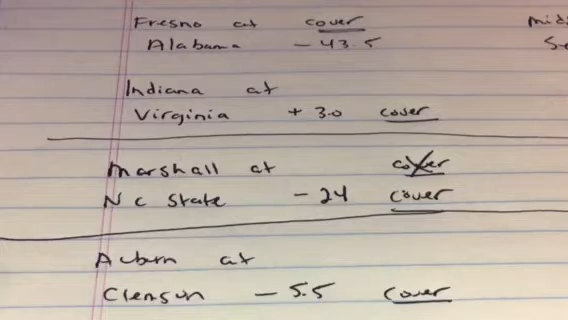 Fresno at cover
Alabama - 43.5
Indiana at
Virginia + 3.0 cover
Marshall at cover
NC State - 24 cover
Auburn at
Clemson - 5.5 cover